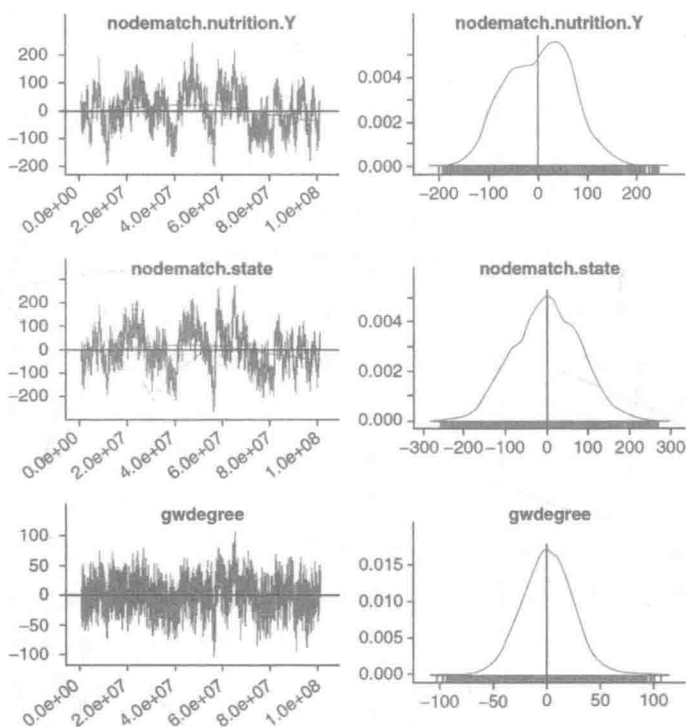 nodematch.nutrition.Y
200
100
0
−100
−200
0.0e+00
2.0e+07
4.0e+07
6.0e+07
8.0e+07
1.0e+08
nodematch.nutrition.Y
0.004
0.002
0.000
−200 −100 0 100 200
nodematch.state
200
100
0
−100
−200
0.0e+00
2.0e+07
4.0e+07
6.0e+07
8.0e+07
1.0e+08
nodematch.state
0.004
0.002
0.000
−300 −200 −100 0 100 200 300
gwdegree
100
50
0
−50
−100
0.0e+00
2.0e+07
4.0e+07
6.0e+07
8.0e+07
1.0e+08
gwdegree
0.015
0.010
0.005
0.000
−100 −50 0 50 100